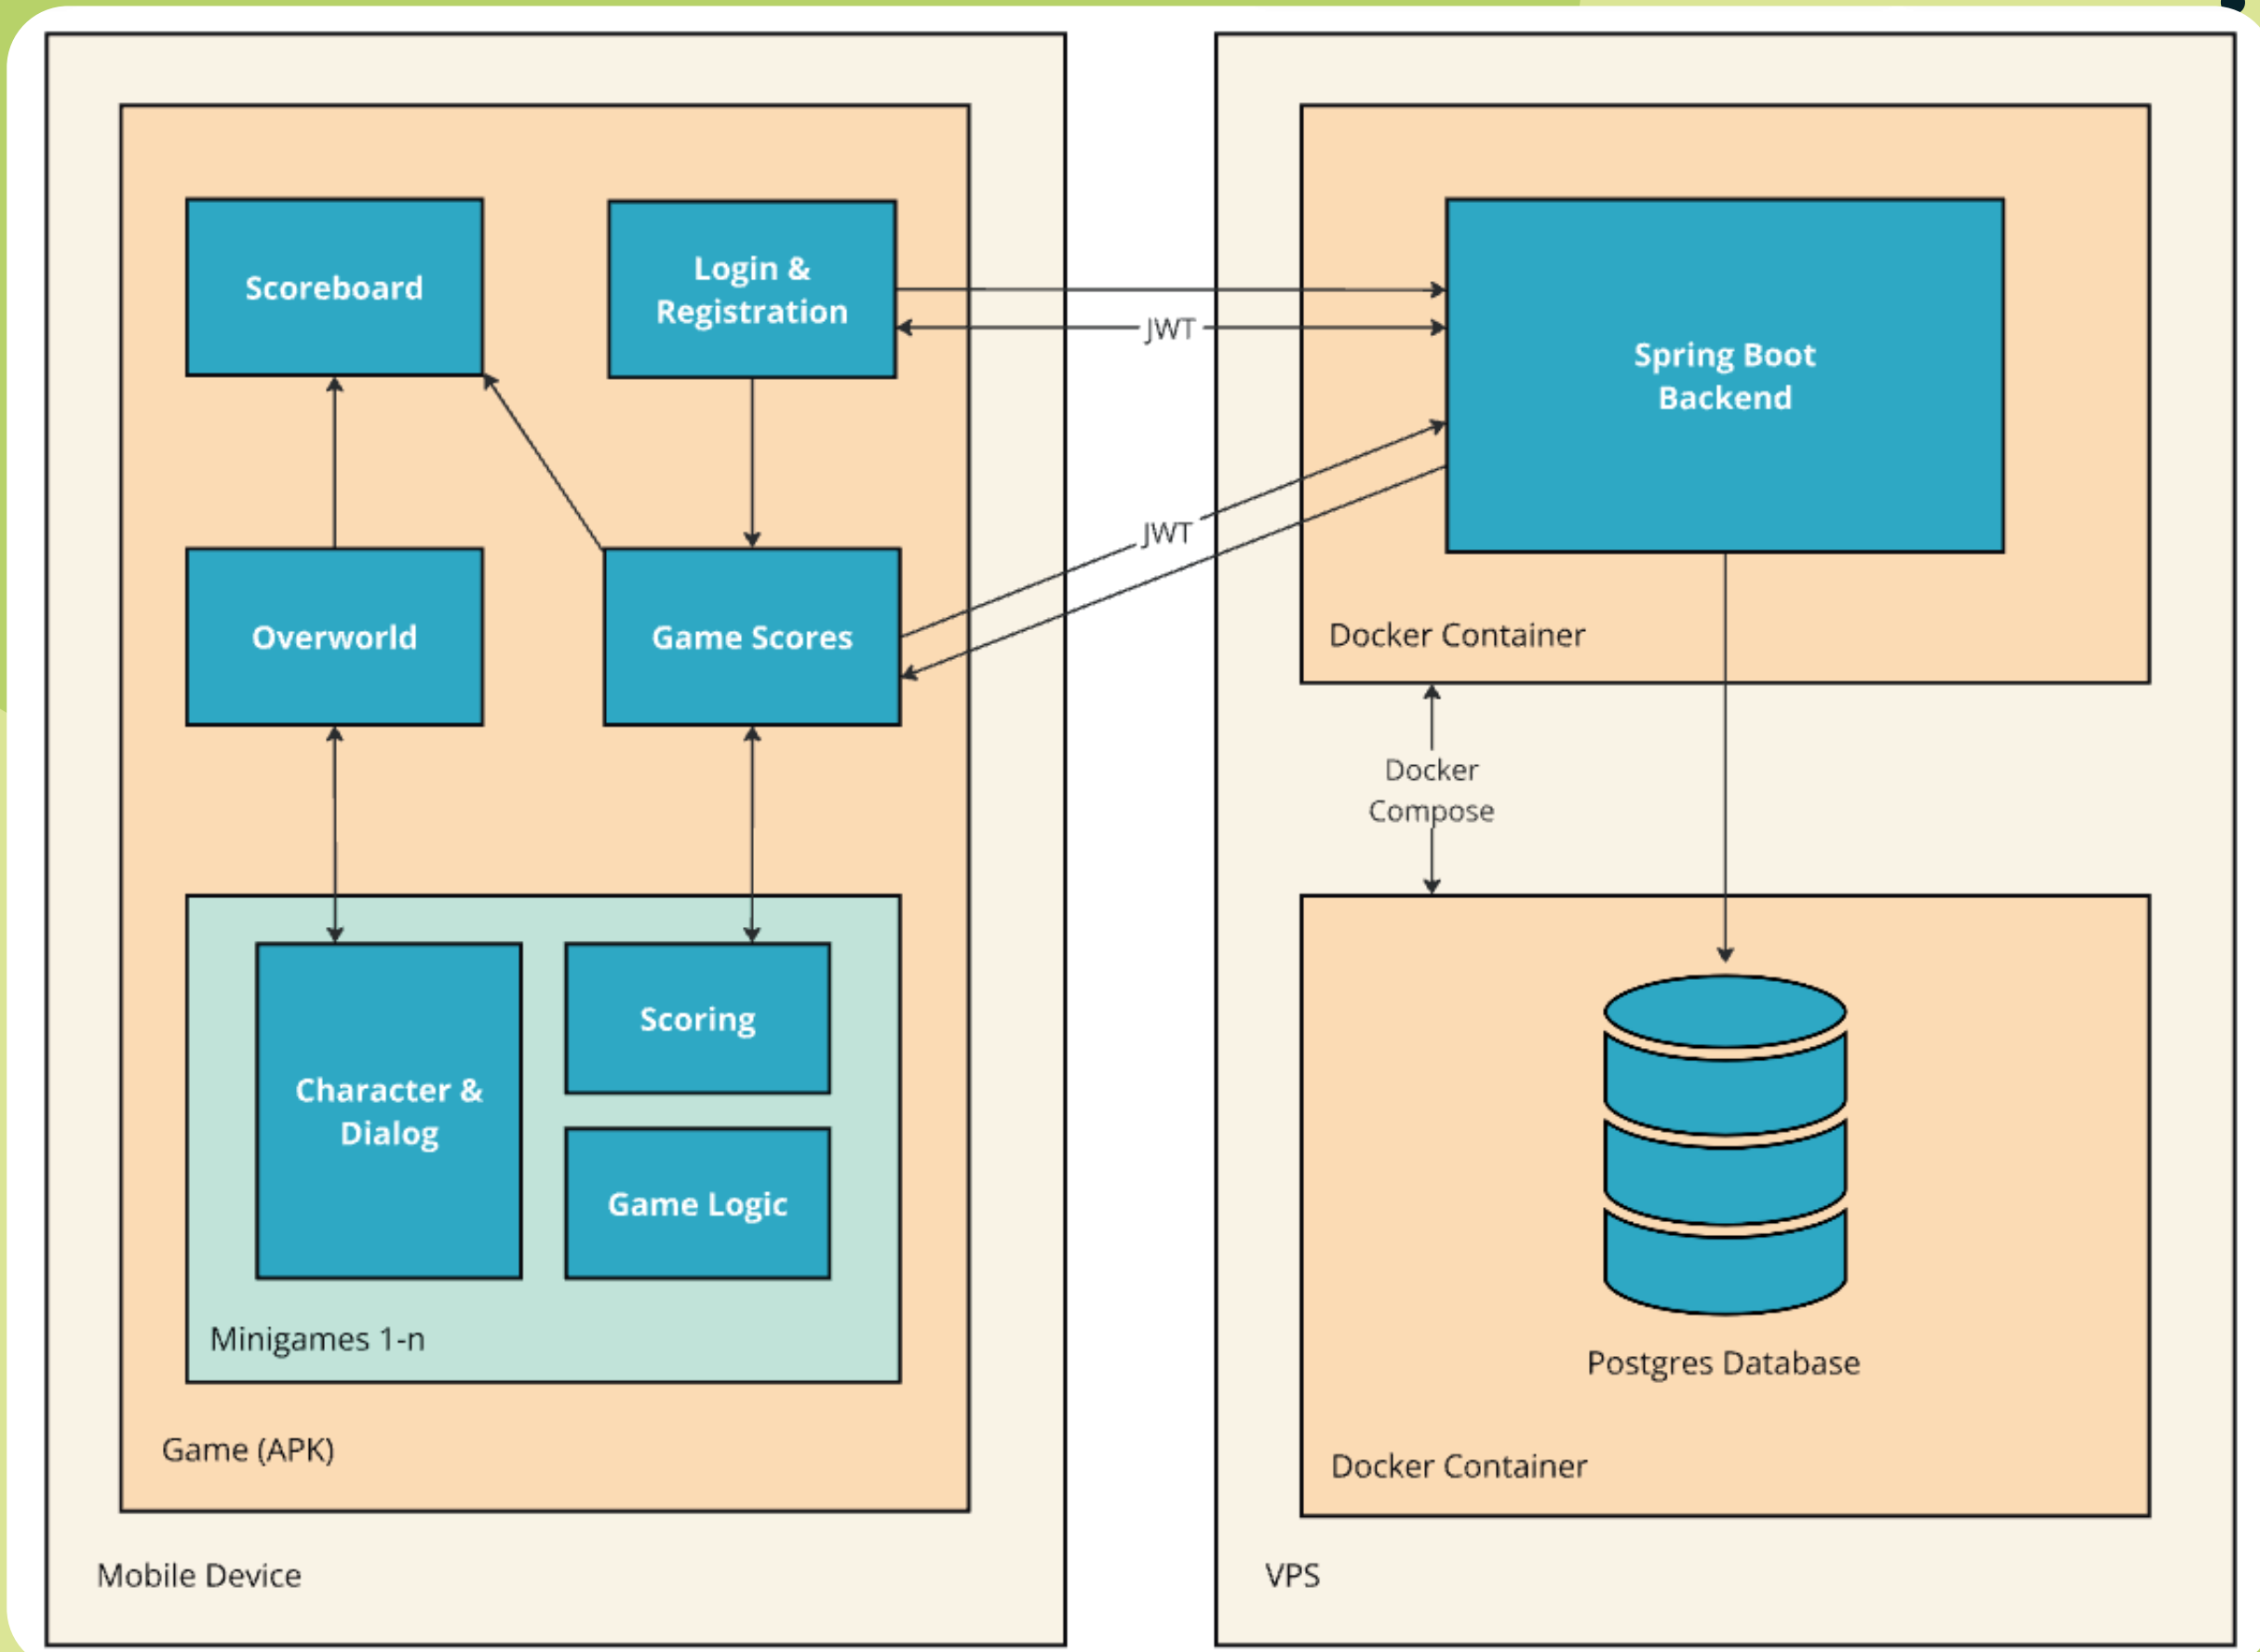 Scoreboard
Login &
Registration
JWT
Spring Boot
Backend
JWT
Overworld
Game Scores
Docker Container
Docker
Compose
Character &
Dialog
Scoring
Game Logic
Minigames 1-n
Postgres Database
Game (APK)
Docker Container
Mobile Device
VPS